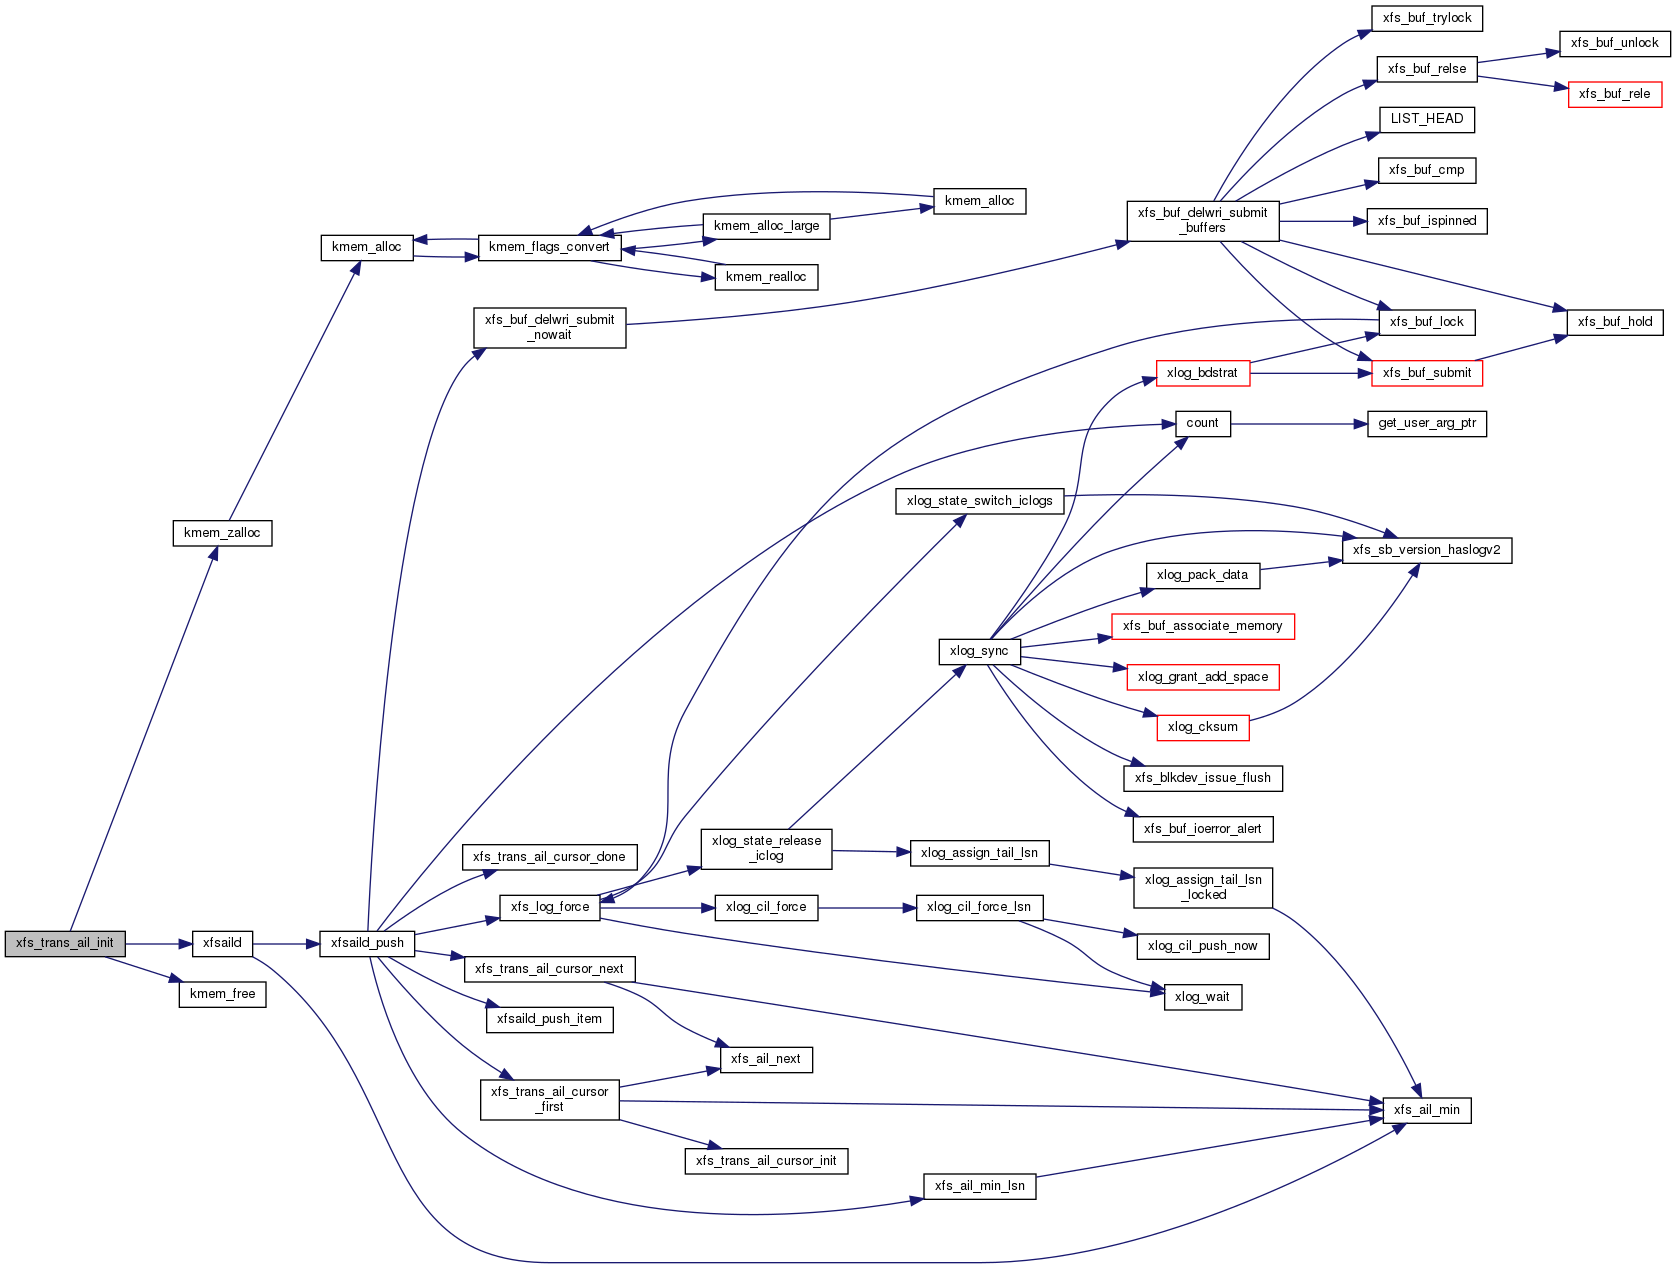 xfs_buf_trylock
xfs_buf_unlock
xfs_buf_relse
xfs_buf_rele
LIST_HEAD
xfs_buf_cmp
kmem_alloc
xfs_buf_delwri_submit
_buffers
xfs_buf_ispinned
kmem_alloc_large
kmem_alloc
kmem_flags_convert
kmem_realloc
xfs_buf_delwri_submit
_nowait
xfs_buf_lock
xfs_buf_hold
xlog_bdstrat
xfs_buf_submit
count
get_user_arg_ptr
xlog_state_switch_iclogs
kmem_zalloc
xfs_sb_version_haslogv2
xlog_pack_data
xfs_buf_associate_memory
xlog_sync
xlog_grant_add_space
xlog_cksum
xfs_blkdev_issue_flush
xfs_buf_ioerror_alert
xlog_state_release
_iclog
xfs_trans_ail_cursor_done
xlog_assign_tail_lsn
xlog_assign_tail_lsn
_locked
xfs_log_force
xlog_cil_force
xlog_cil_force_lsn
xfs_trans_ail_init
xfsaild
xfsaild_push
xlog_cil_push_now
xfs_trans_ail_cursor_next
kmem_free
xlog_wait
xfsaild_push_item
xfs_ail_next
xfs_trans_ail_cursor
_first
xfs_ail_min
xfs_trans_ail_cursor_init
xfs_ail_min_lsn